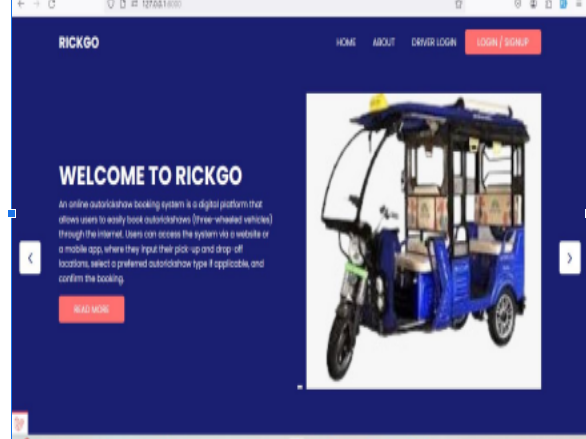 127.0.0.1:8000
RICKGO
HOME ABOUT DRIVER LOGIN LOGIN / SIGNUP
WELCOME TO RICKGO
An online autorickshaw booking system is a digital platform that
allows users to easily book autorickshaws (three-wheeled vehicles)
through the internet. Users can access the system via a website or
a mobile app, where they input their pick-up and drop-off
locations, select a preferred autorickshaw type if applicable, and
confirm the booking.
READ MORE